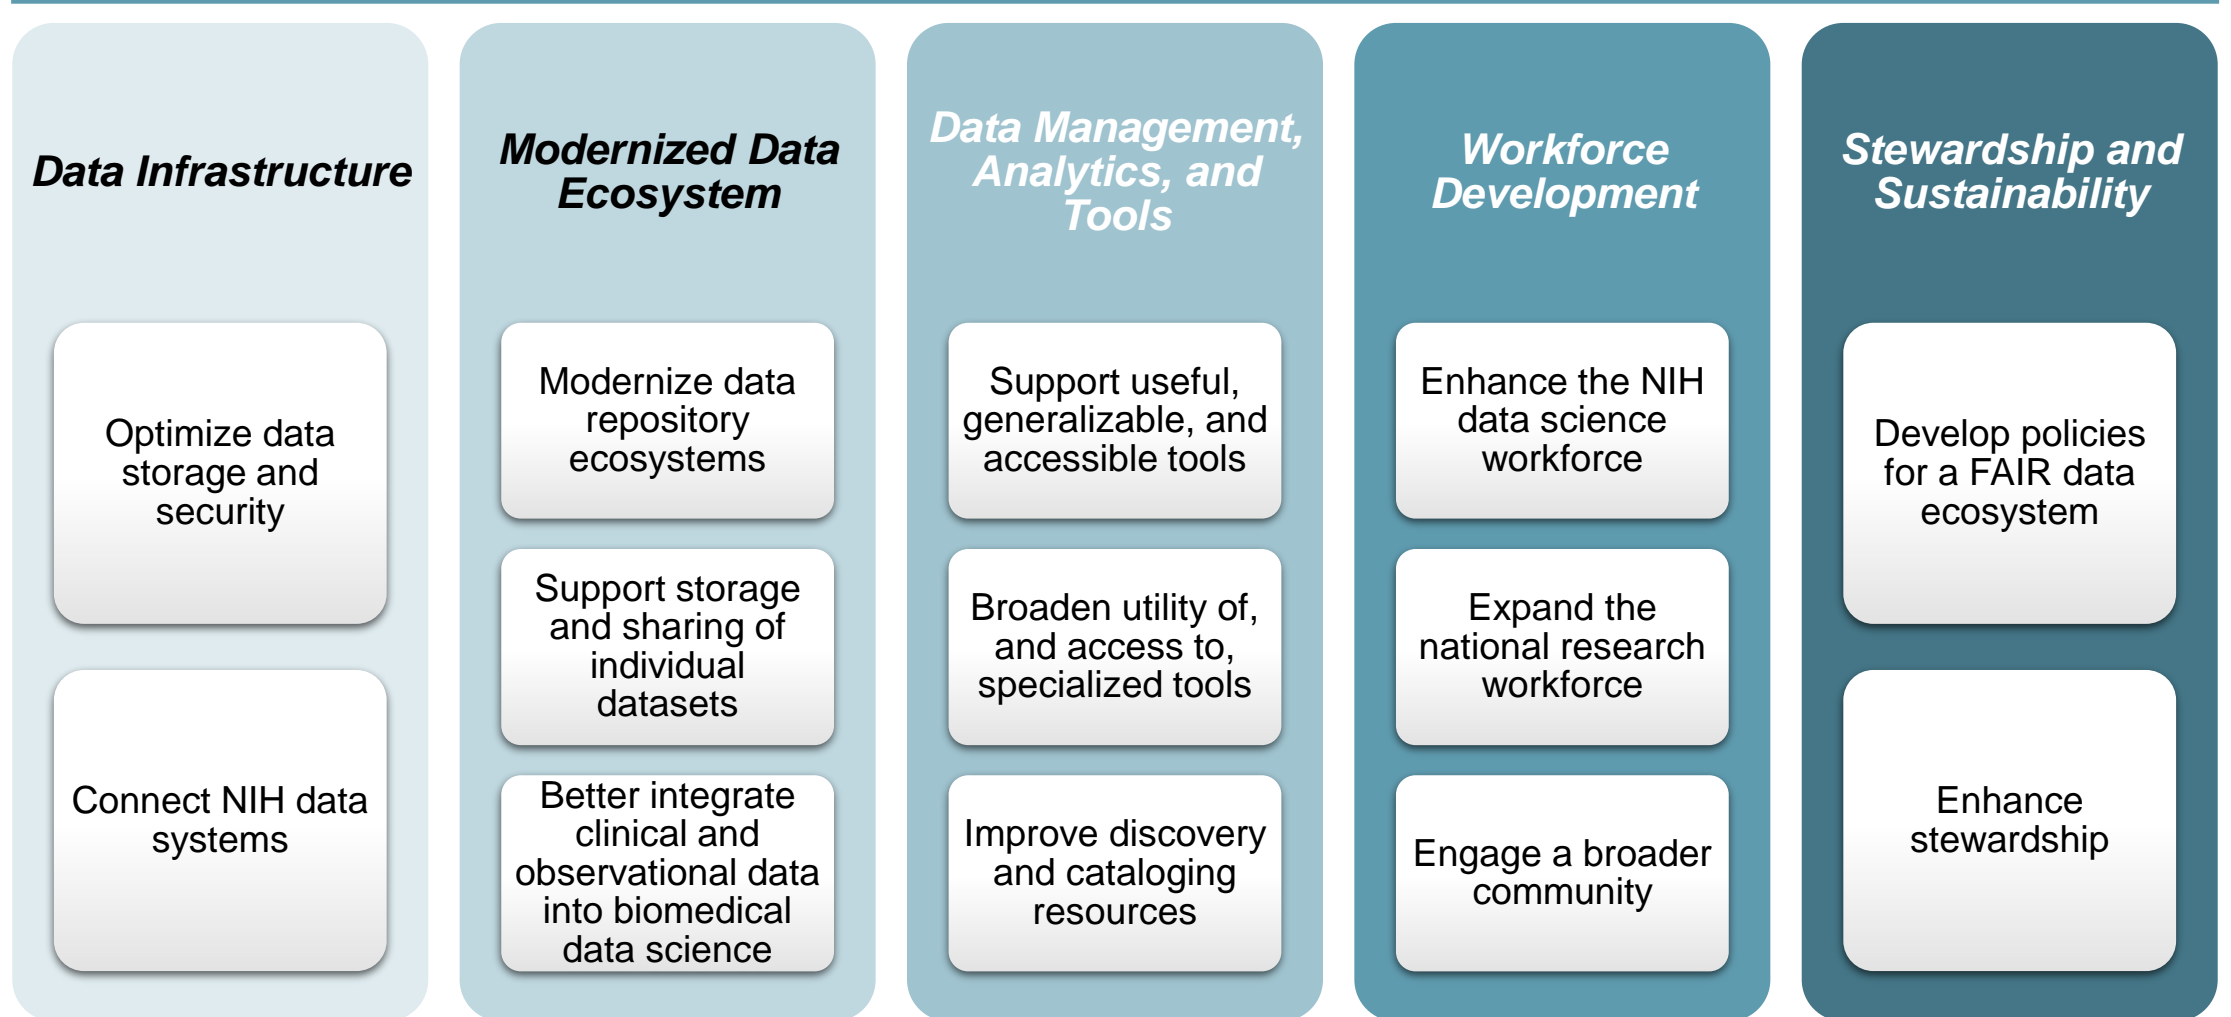 Data Infrastructure
Optimize data
storage and
security
Connect NIH data
systems
Modernized Data
Ecosystem
Modernize data
repository
ecosystems
Support storage
and sharing of
individual
datasets
Better integrate
clinical and
observational data
into biomedical
data science
Data Management,
Analytics, and
Tools
Support useful,
generalizable, and
accessible tools
Broaden utility of,
and access to,
specialized tools
Improve discovery
and cataloging
resources
Workforce
Development
Enhance the NIH
data science
workforce
Expand the
national research
workforce
Engage a broader
community
Stewardship and
Sustainability
Develop policies
for a FAIR data
ecosystem
Enhance
stewardship